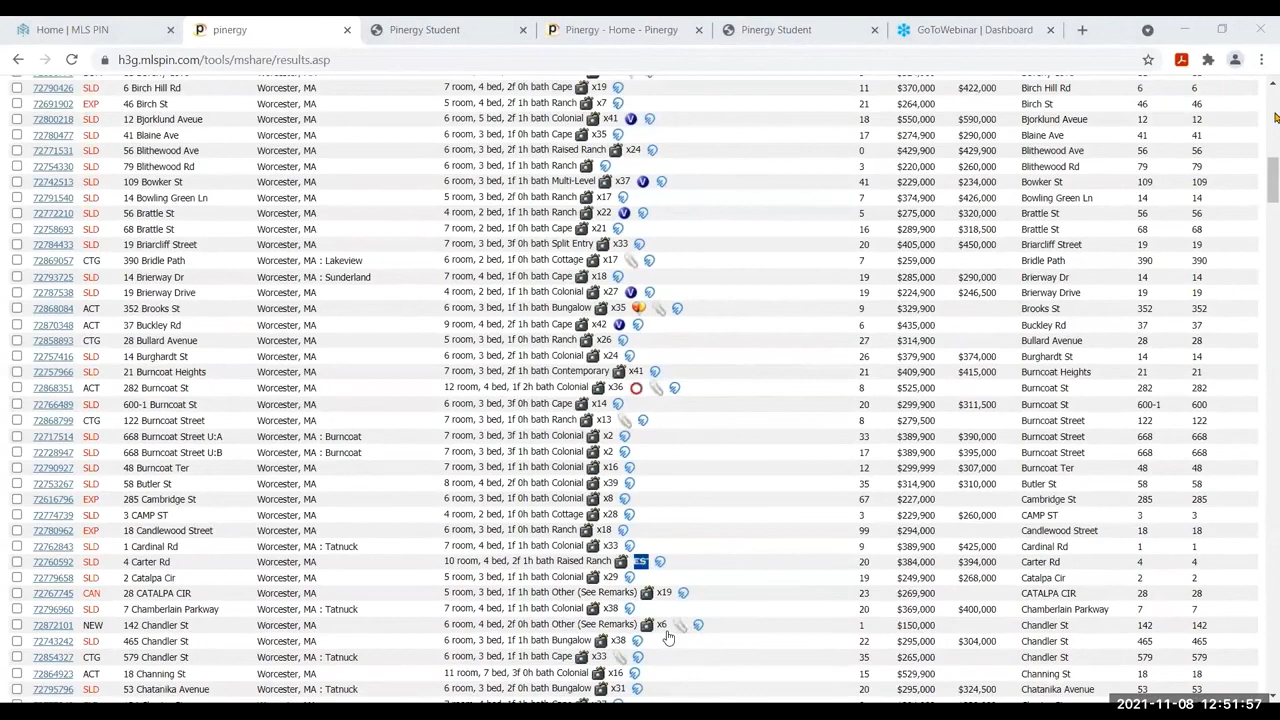 Home | MLS PIN × pinergy × Pinergy Student × Pinergy - Home - Pinergy × Pinergy Student × GoToWebinar | Dashboard × +
h3g.mlspin.com/tools/mshare/results.asp
72790426 SLD 6 Birch Hill Rd Worcester, MA 7 room, 4 bed, 2f 0h bath Cape x19 11 $370,000 $422,000 Birch Hill Rd 6 6
72691902 EXP 46 Birch St Worcester, MA 5 room, 4 bed, 2f 1h bath Ranch x7 21 $264,000 Birch St 46 46
72800218 SLD 12 Bjorklund Aveue Worcester, MA 6 room, 5 bed, 2f 1h bath Colonial x41 V 18 $550,000 $590,000 Bjorklund Aveue 12 12
72780477 SLD 41 Blaine Ave Worcester, MA 6 room, 3 bed, 1f 0h bath Cape x35 17 $274,900 $290,000 Blaine Ave 41 41
72771531 SLD 56 Blithewood Ave Worcester, MA 7 room, 3 bed, 2f 1h bath Raised Ranch x24 0 $429,900 $429,900 Blithewood Ave 56 56
72754330 SLD 79 Blithewood Rd Worcester, MA 6 room, 3 bed, 1f 1h bath Ranch 3 $220,000 $260,000 Blithewood Rd 79 79
72742513 SLD 109 Bowker St Worcester, MA 6 room, 3 bed, 1f 1h bath Multi-Level x37 V 41 $229,000 $234,000 Bowker St 109 109
72791540 SLD 14 Bowling Green Ln Worcester, MA 5 room, 3 bed, 2f 0h bath Ranch x17 7 $374,900 $426,000 Bowling Green Ln 14 14
72772210 SLD 56 Brattle St Worcester, MA 4 room, 2 bed, 1f 1h bath Ranch x22 V 5 $275,000 $320,000 Brattle St 56 56
72758693 SLD 68 Brattle St Worcester, MA 7 room, 2 bed, 1f 0h bath Cape x21 16 $289,900 $318,500 Brattle St 68 68
72784433 SLD 19 Briarcliff Street Worcester, MA 7 room, 3 bed, 3f 0h bath Split Entry x33 20 $405,000 $450,000 Briarcliff Street 19 19
72869057 CTG 390 Bridle Path Worcester, MA : Lakeview 6 room, 2 bed, 1f 0h bath Cottage x17 7 $259,000 Bridle Path 390 390
72793725 SLD 14 Brierway Dr Worcester, MA : Sunderland 7 room, 4 bed, 1f 0h bath Cape x18 19 $285,000 $290,000 Brierway Dr 14 14
72787538 SLD 19 Brierway Drive Worcester, MA 4 room, 2 bed, 1f 0h bath Colonial x27 V 19 $224,900 $246,500 Brierway Drive 19 19
72868084 ACT 352 Brooks St Worcester, MA 6 room, 3 bed, 1f 1h bath Bungalow x35 9 $329,900 Brooks St 352 352
72870348 ACT 37 Buckley Rd Worcester, MA 9 room, 4 bed, 2f 1h bath Cape x42 V 6 $435,000 Buckley Rd 37 37
72858893 CTG 28 Bullard Avenue Worcester, MA 5 room, 3 bed, 1f 0h bath Ranch x26 27 $314,900 Bullard Avenue 28 28
72757416 SLD 14 Burghardt St Worcester, MA 6 room, 3 bed, 2f 1h bath Colonial x24 26 $379,900 $374,000 Burghardt St 14 14
72757966 SLD 21 Burncoat Heights Worcester, MA 7 room, 3 bed, 2f 1h bath Contemporary x41 21 $409,900 $415,000 Burncoat Heights 21 21
72868351 ACT 282 Burncoat St Worcester, MA 12 room, 4 bed, 1f 2h bath Colonial x36 8 $525,000 Burncoat St 282 282
72766489 SLD 600-1 Burncoat St Worcester, MA 6 room, 3 bed, 3f 0h bath Cape x14 20 $299,900 $311,500 Burncoat St 600-1 600
72868799 CTG 122 Burncoat Street Worcester, MA 7 room, 3 bed, 1f 0h bath Ranch x13 8 $279,500 Burncoat Street 122 122
72717514 SLD 668 Burncoat Street U:A Worcester, MA : Burncoat 7 room, 3 bed, 3f 1h bath Colonial x2 33 $389,900 $390,000 Burncoat Street 668 668
72728947 SLD 668 Burncoat Street U:B Worcester, MA : Burncoat 7 room, 3 bed, 3f 1h bath Colonial x2 17 $389,900 $395,000 Burncoat Street 668 668
72790927 SLD 48 Burncoat Ter Worcester, MA 7 room, 3 bed, 1f 1h bath Colonial x16 12 $299,999 $307,000 Burncoat Ter 48 48
72753267 SLD 58 Butler St Worcester, MA 8 room, 4 bed, 2f 0h bath Colonial x39 35 $314,900 $310,000 Butler St 58 58
72616796 EXP 285 Cambridge St Worcester, MA 6 room, 3 bed, 1f 0h bath Colonial x8 67 $227,000 Cambridge St 285 285
72774739 SLD 3 CAMP ST Worcester, MA 4 room, 2 bed, 1f 0h bath Cottage x28 3 $229,900 $260,000 CAMP ST 3 3
72780962 EXP 18 Candlewood Street Worcester, MA 6 room, 3 bed, 1f 0h bath Ranch x18 99 $294,000 Candlewood Street 18 18
72762843 SLD 1 Cardinal Rd Worcester, MA : Tatnuck 7 room, 4 bed, 1f 1h bath Colonial x33 9 $389,900 $425,000 Cardinal Rd 1 1
72760592 SLD 4 Carter Rd Worcester, MA 10 room, 4 bed, 2f 1h bath Raised Ranch 20 $384,000 $394,000 Carter Rd 4 4
72779658 SLD 2 Catalpa Cir Worcester, MA 5 room, 3 bed, 1f 1h bath Colonial x29 19 $249,900 $268,000 Catalpa Cir 2 2
72767745 CAN 28 CATALPA CIR Worcester, MA 5 room, 3 bed, 1f 1h bath Other (See Remarks) x19 23 $269,900 CATALPA CIR 28 28
72796960 SLD 7 Chamberlain Parkway Worcester, MA : Tatnuck 7 room, 4 bed, 1f 1h bath Colonial x38 20 $369,000 $400,000 Chamberlain Parkway 7 7
72872101 NEW 142 Chandler St Worcester, MA 6 room, 4 bed, 2f 0h bath Other (See Remarks) x6 1 $150,000 Chandler St 142 142
72743242 SLD 465 Chandler St Worcester, MA 6 room, 3 bed, 1f 1h bath Bungalow x38 22 $295,000 $304,000 Chandler St 465 465
72854327 CTG 579 Chandler St Worcester, MA : Tatnuck 6 room, 3 bed, 1f 1h bath Cape x33 35 $265,000 Chandler St 579 579
72864923 ACT 18 Channing St Worcester, MA 11 room, 7 bed, 3f 0h bath Colonial x16 15 $529,900 Channing St 18 18
72795796 SLD 53 Chatanika Avenue Worcester, MA : Tatnuck 6 room, 3 bed, 2f 0h bath Bungalow x31 20 $295,000 $324,500 Chatanika Avenue 53 53
2021-11-08 12:51:57